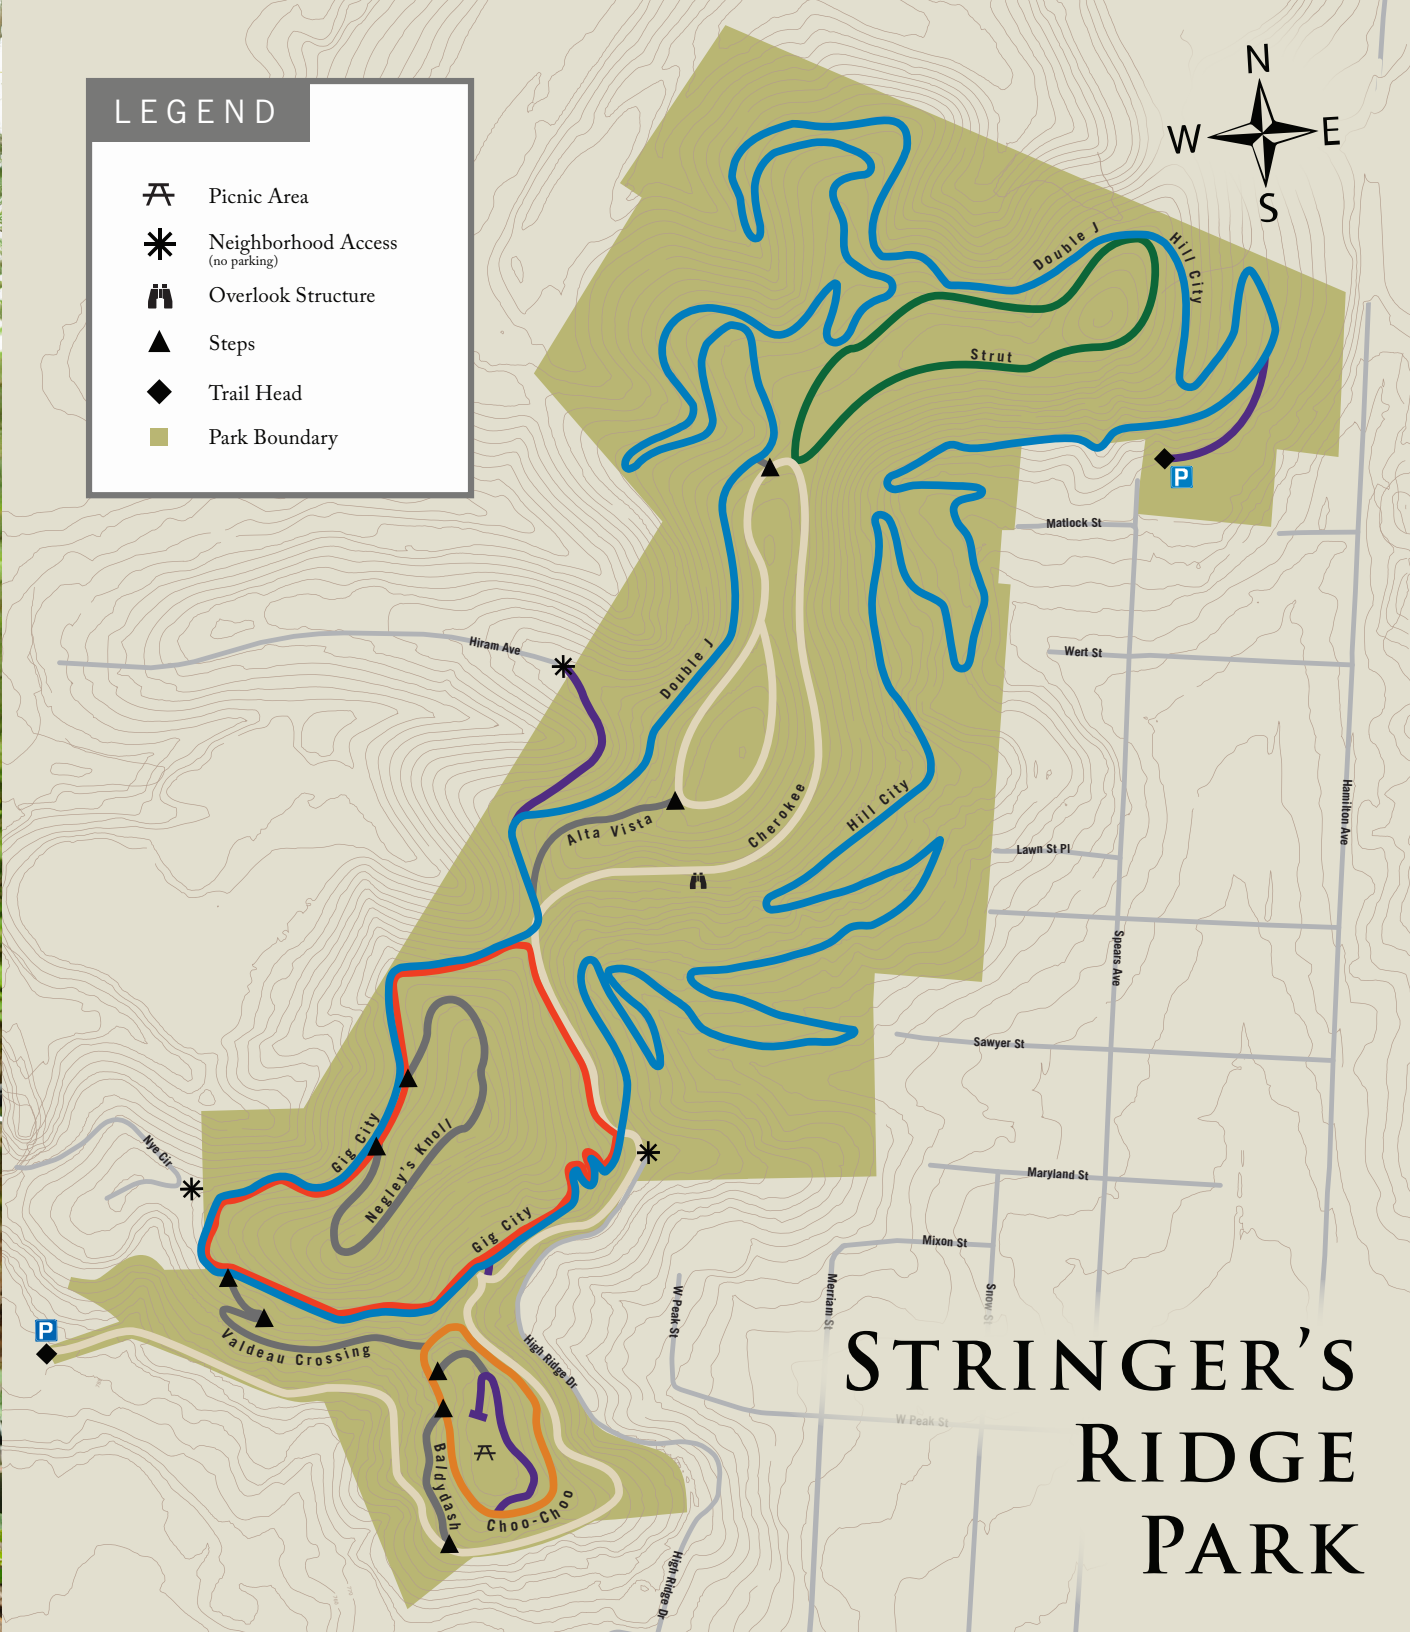 N
W E
S
LEGEND
Picnic Area
Neighborhood Access
(no parking)
Overlook Structure
Steps
Trail Head
Park Boundary
Double J
Hill City
Strut
P
Matlock St
Hiram Ave
Wert St
Double J
Hamilton Ave
Hill City
Cherokee
Alta Vista
Lawn St Pl
Spears Ave
Sawyer St
Nye Cir
Gig City
Negley's Knoll
Maryland St
Gig City
Mixon St
W Peak St
Merriam St
Snow St
P
Valdeau Crossing
High Ridge Dr
W Peak St
Baldydash
Choo-Choo
High Ridge Dr
STRINGER'S
RIDGE
PARK